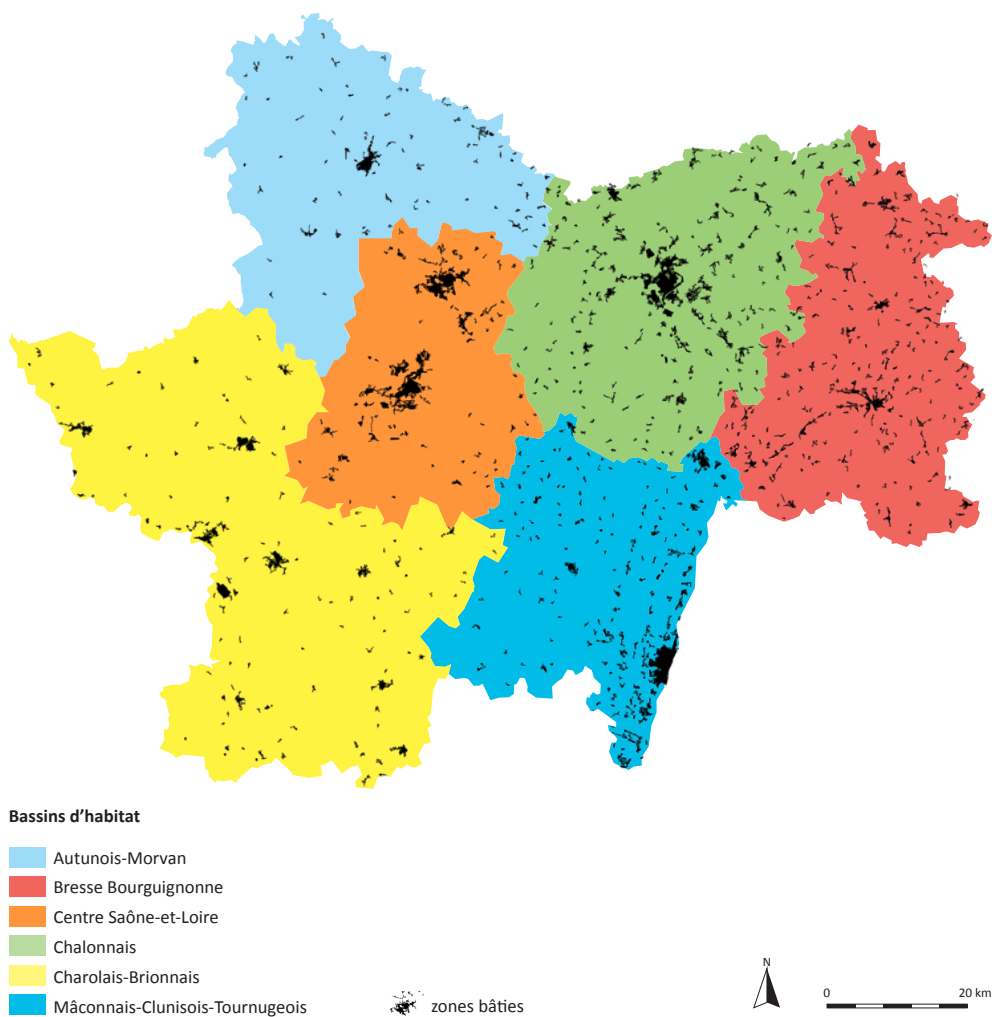 Bassins d'habitat
Autunois-Morvan
Bresse Bourguignonne
Centre Saône-et-Loire
Chalonnais
Charolais-Brionnais
Mâconnais-Clunisois-Tournugeois
zones bâties
N
0 20 km